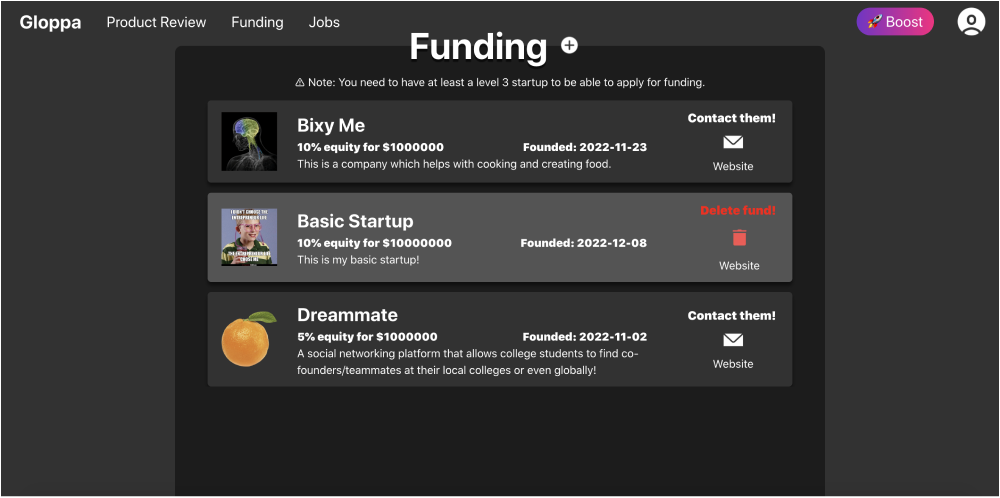 Gloppa Product Review Funding Jobs 🚀 Boost
Funding
⚠ Note: You need to have at least a level 3 startup to be able to apply for funding.
Bixy Me
10% equity for $1000000 Founded: 2022-11-23
This is a company which helps with cooking and creating food.
Contact them!
Website
I DIDN'T CHOOSE THE
ENTREPRENEUR LIFE
THE ENTREPRENEUR LIFE
CHOSE ME
Basic Startup
10% equity for $10000000 Founded: 2022-12-08
This is my basic startup!
Delete fund!
Website
Dreammate
5% equity for $1000000 Founded: 2022-11-02
A social networking platform that allows college students to find co-
founders/teammates at their local colleges or even globally!
Contact them!
Website